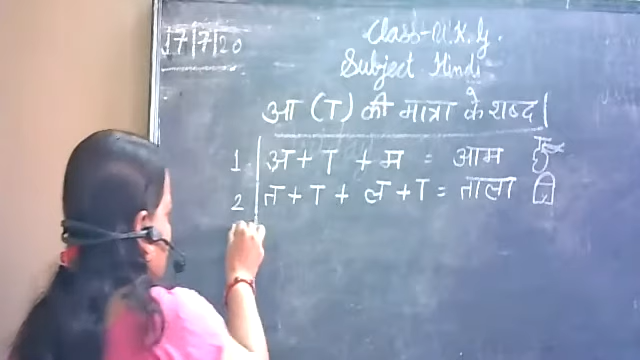 17/7/20
Class-U.K.G.
Subject Hindi
आ (ा) की मात्रा के शब्द|
1 अ + ा + म = आम
2 त + ा + ल + ा = ताला